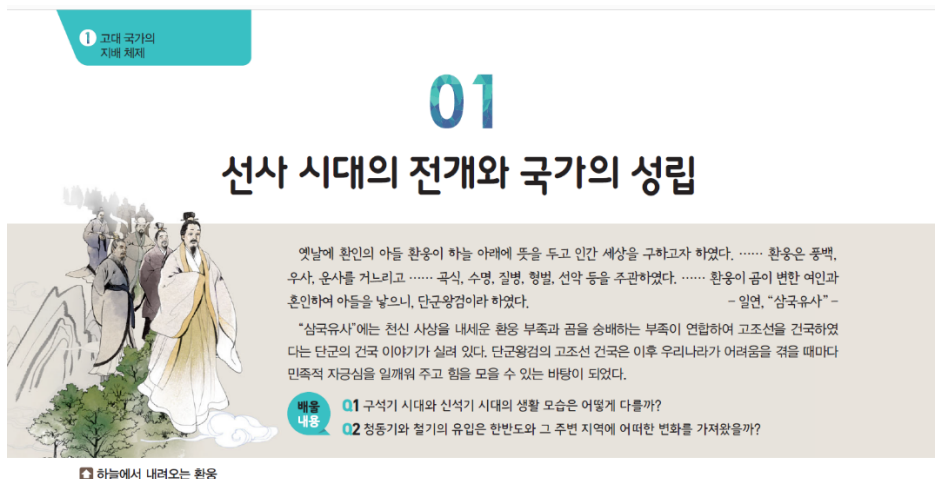 1 고대 국가의
지배 체제
01
선사 시대의 전개와 국가의 성립
옛날에 환인의 아들 환웅이 하늘 아래에 뜻을 두고 인간 세상을 구하고자 하였다. …… 환웅은 풍백,
우사, 운사를 거느리고 …… 곡식, 수명, 질병, 형벌, 선악 등을 주관하였다. …… 환웅이 곰이 변한 여인과
혼인하여 아들을 낳으니, 단군왕검이라 하였다. – 일연, “삼국유사” –
“삼국유사”에는 천신 사상을 내세운 환웅 부족과 곰을 숭배하는 부족이 연합하여 고조선을 건국하였
다는 단군의 건국 이야기가 실려 있다. 단군왕검의 고조선 건국은 이후 우리나라가 어려움을 겪을 때마다
민족적 자긍심을 일깨워 주고 힘을 모을 수 있는 바탕이 되었다.
배울
내용
Q1 구석기 시대와 신석기 시대의 생활 모습은 어떻게 다를까?
Q2 청동기와 철기의 유입은 한반도와 그 주변 지역에 어떠한 변화를 가져왔을까?
하늘에서 내려오는 환웅